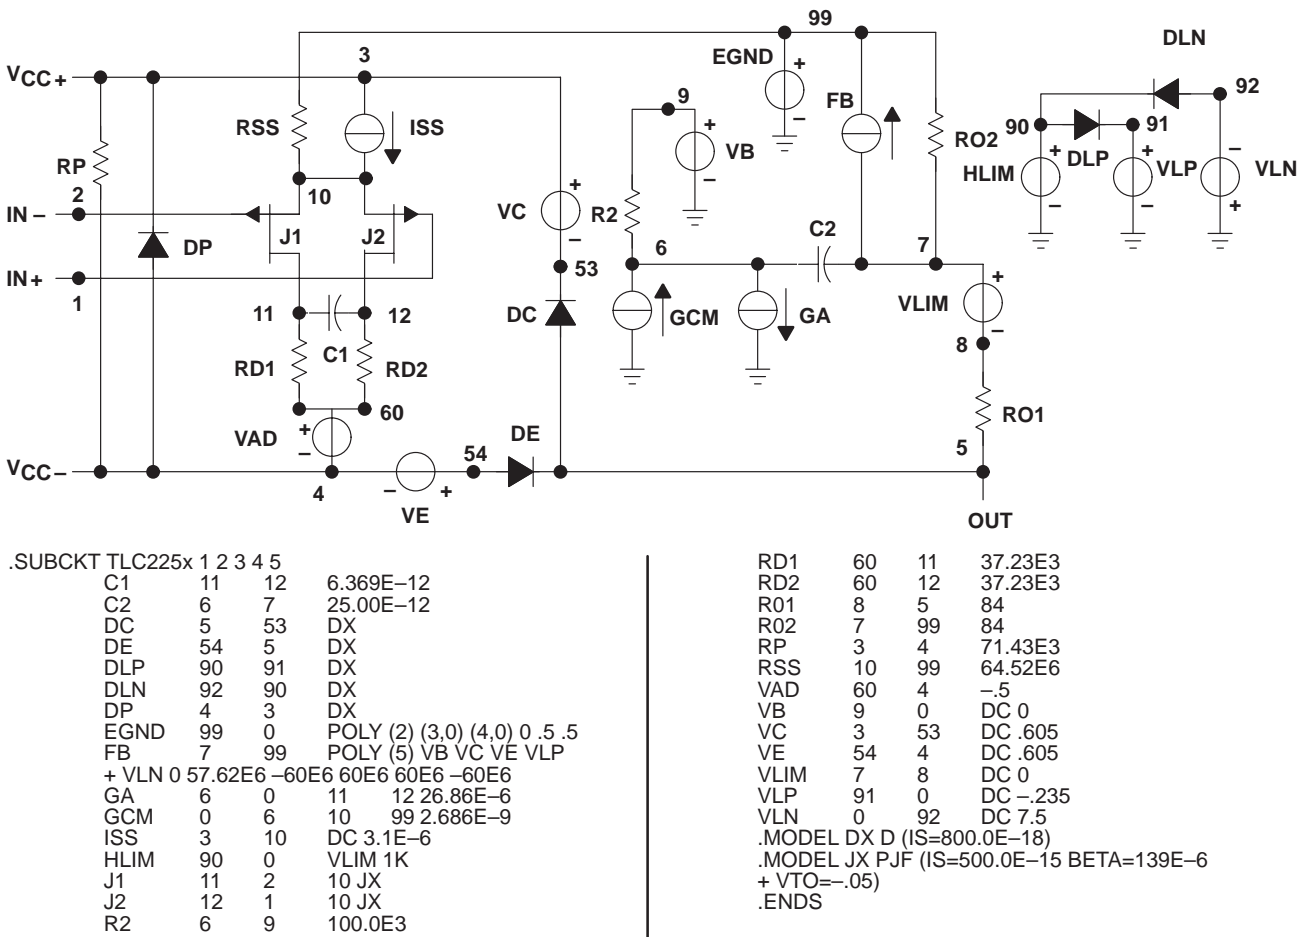 99
DLN
3
VCC+
EGND
+
9
FB
92
RSS
ISS
+
VB
–
RO2
90
91
RP
HLIM
DLP
VLP
VLN
2
10
IN –
J1
J2
VC
R2
C2
DP
6
7
IN+
53
1
VLIM
11
12
DC
GCM
GA
8
C1
RD1
RD2
RO1
60
VAD
DE
54
5
VCC–
4
VE
OUT
.SUBCKT TLC225x 1 2 3 4 5
C1 11 12 6.369E–12
C2 6 7 25.00E–12
DC 5 53 DX
DE 54 5 DX
DLP 90 91 DX
DLN 92 90 DX
DP 4 3 DX
EGND 99 0 POLY (2) (3,0) (4,0) 0 .5 .5
FB 7 99 POLY (5) VB VC VE VLP
+ VLN 0 57.62E6 –60E6 60E6 60E6 –60E6
GA 6 0 11 12 26.86E–6
GCM 0 6 10 99 2.686E–9
ISS 3 10 DC 3.1E–6
HLIM 90 0 VLIM 1K
J1 11 2 10 JX
J2 12 1 10 JX
R2 6 9 100.0E3
RD1 60 11 37.23E3
RD2 60 12 37.23E3
R01 8 5 84
R02 7 99 84
RP 3 4 71.43E3
RSS 10 99 64.52E6
VAD 60 4 –.5
VB 9 0 DC 0
VC 3 53 DC .605
VE 54 4 DC .605
VLIM 7 8 DC 0
VLP 91 0 DC –.235
VLN 0 92 DC 7.5
.MODEL DX D (IS=800.0E–18)
.MODEL JX PJF (IS=500.0E–15 BETA=139E–6
+ VTO=–.05)
.ENDS